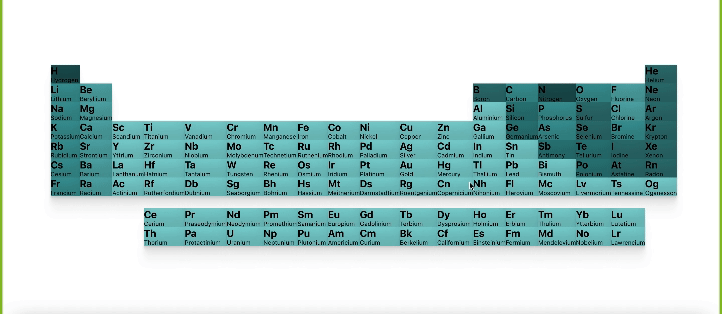 H He
Hydrogen Helium
Li Be B C N O F Ne
Lithium Beryllium Boron Carbon Nitrogen Oxygen Fluorine Neon
Na Mg Al Si P S Cl Ar
Sodium Magnesium Aluminium Silicon Phosphorus Sulfur Chlorine Argon
K Ca Sc Ti V Cr Mn Fe Co Ni Cu Zn Ga Ge As Se Br Kr
Potassium Calcium Scandium Titanium Vanadium Chromium Manganese Iron Cobalt Nickel Copper Zinc Gallium Germanium Arsenic Selenium Bromine Krypton
Rb Sr Y Zr Nb Mo Tc Ru Rh Pd Ag Cd In Sn Sb Te I Xe
Rubidium Strontium Yttrium Zirconium Niobium Molybdenum Technetium Ruthenium Rhodium Palladium Silver Cadmium Indium Tin Antimony Tellurium Iodine Xenon
Cs Ba La Hf Ta W Re Os Ir Pt Au Hg Tl Pb Bi Po At Rn
Cesium Barium Lanthanum Hafnium Tantalum Tungsten Rhenium Osmium Iridium Platinum Gold Mercury Thallium Lead Bismuth Polonium Astatine Radon
Fr Ra Ac Rf Db Sg Bh Hs Mt Ds Rg Cn Nh Fl Mc Lv Ts Og
Francium Radium Actinium Rutherfordium Dubnium Seaborgium Bohrium Hassium Meitnerium Darmstadtium Roentgenium Copernicium Nihonium Flerovium Moscovium Livermorium Tennessine Oganesson
Ce Pr Nd Pm Sm Eu Gd Tb Dy Ho Er Tm Yb Lu
Cerium Praseodymium Neodymium Promethium Samarium Europium Gadolinium Terbium Dysprosium Holmium Erbium Thulium Ytterbium Lutetium
Th Pa U Np Pu Am Cm Bk Cf Es Fm Md No Lr
Thorium Protactinium Uranium Neptunium Plutonium Americium Curium Berkelium Californium Einsteinium Fermium Mendelevium Nobelium Lawrencium